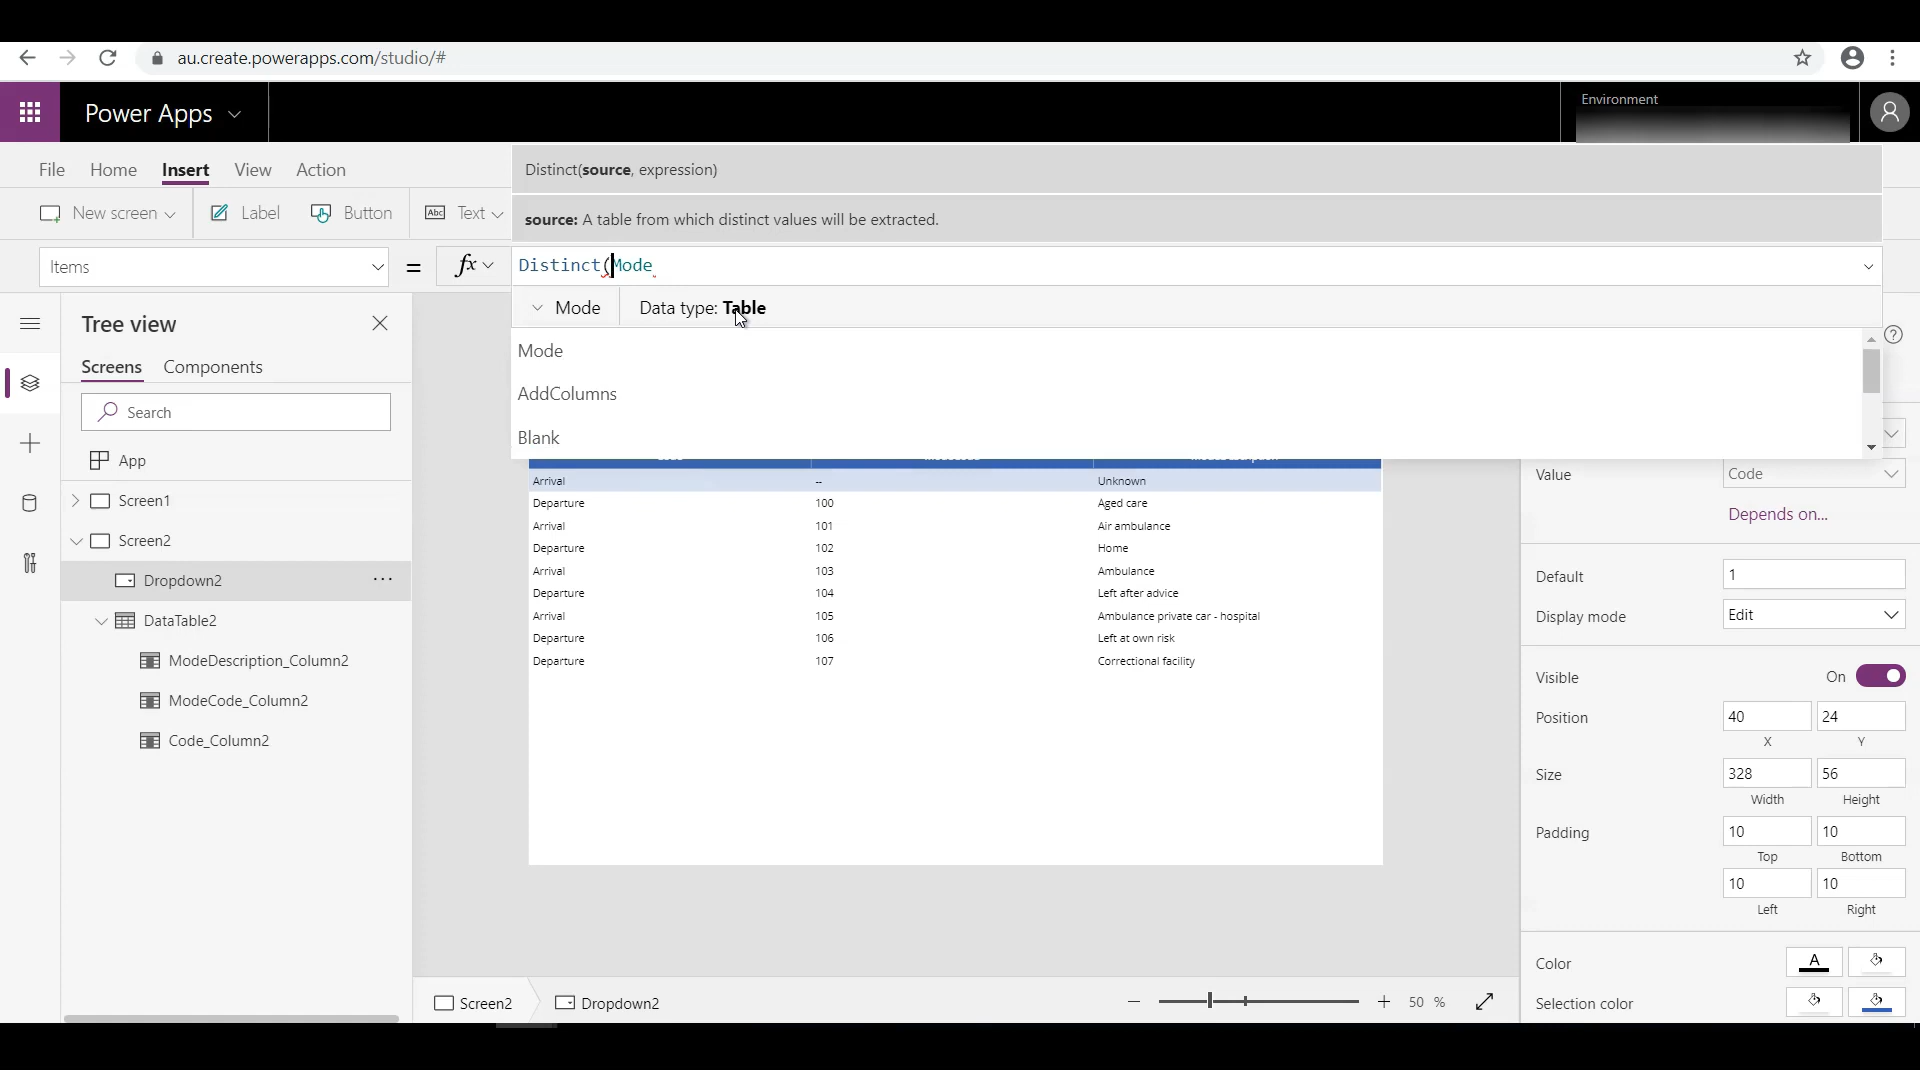 au.create.powerapps.com/studio/#
Power Apps
Environment
File Home Insert View Action
Distinct(source, expression)
New screen Label Button Abc Text
source: A table from which distinct values will be extracted.
Items = fx Distinct(Mode
Mode Data type: Table
Tree view
Mode
Screens Components
AddColumns
Search
Blank
App
Value Code
Arrival -- Unknown
Screen1
Departure 100 Aged care
Depends on...
Arrival 101 Air ambulance
Screen2
Departure 102 Home
Arrival 103 Ambulance
Default 1
Dropdown2 ...
Departure 104 Left after advice
Arrival 105 Ambulance private car - hospital
Display mode Edit
DataTable2
Departure 106 Left at own risk
ModeDescription_Column2
Departure 107 Correctional facility
Visible On
ModeCode_Column2
Position 40 24
X Y
Code_Column2
Size 328 56
Width Height
Padding 10 10
Top Bottom
10 10
Left Right
Color A
Screen2 Dropdown2 50 %
Selection color